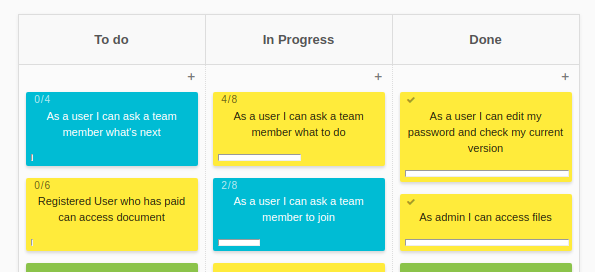 To do
In Progress
Done
+
+
+
0/4
As a user I can ask a team
member what's next
0/6
Registered User who has paid
can access document
4/8
As a user I can ask a team
member what to do
2/8
As a user I can ask a team
member to join
As a user I can edit my
password and check my current
version
As admin I can access files